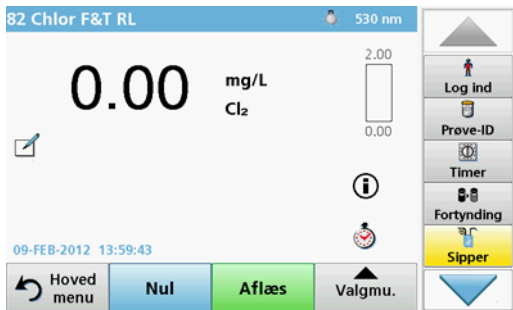 82 Chlor F&T RL
530 nm
0.00
mg/L
Cl₂
2.00
0.00
09-FEB-2012 13:59:43
Hoved
menu
Nul
Aflæs
Valgmu.
Log ind
Prøve-ID
Timer
Fortynding
Sipper